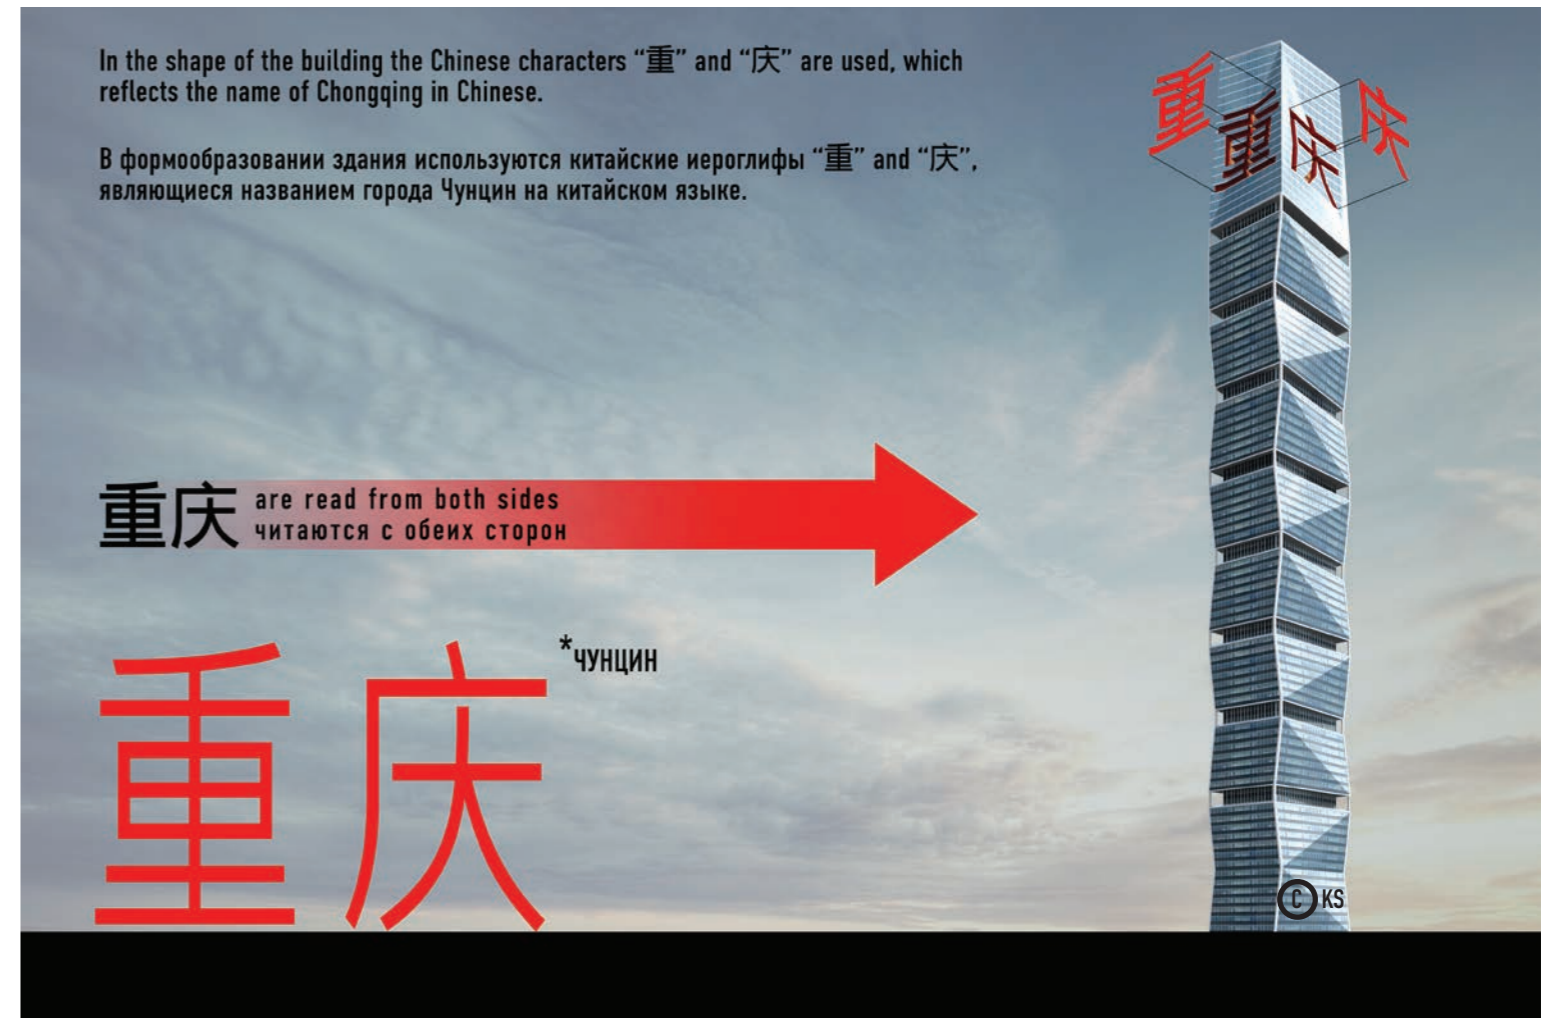 In the shape of the building the Chinese characters “重” and “庆” are used, which
reflects the name of Chongqing in Chinese.
В формообразовании здания используются китайские иероглифы “重” and “庆”,
являющиеся названием города Чунцин на китайском языке.
重 庆
重 庆
重庆 are read from both sides
читаются с обеих сторон
重庆 *ЧУНЦИН
© KS